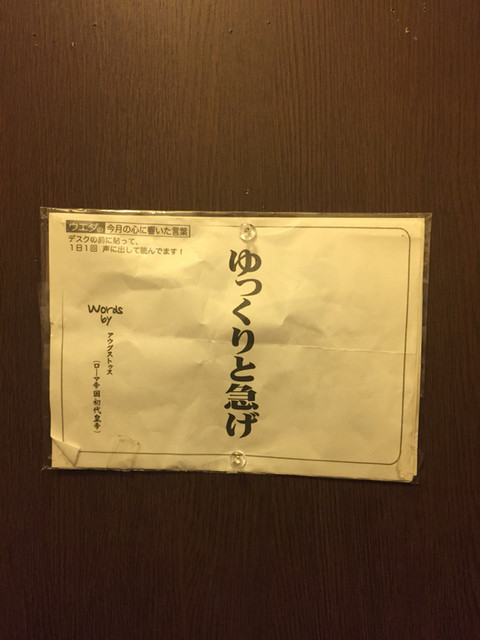 ウエダの 今月の心に響いた言葉
デスクの前に貼って、
1日1回 声に出して読んでます!
ゆっくりと急げ
Words
by
アウグストゥス
(ローマ帝国初代皇帝)